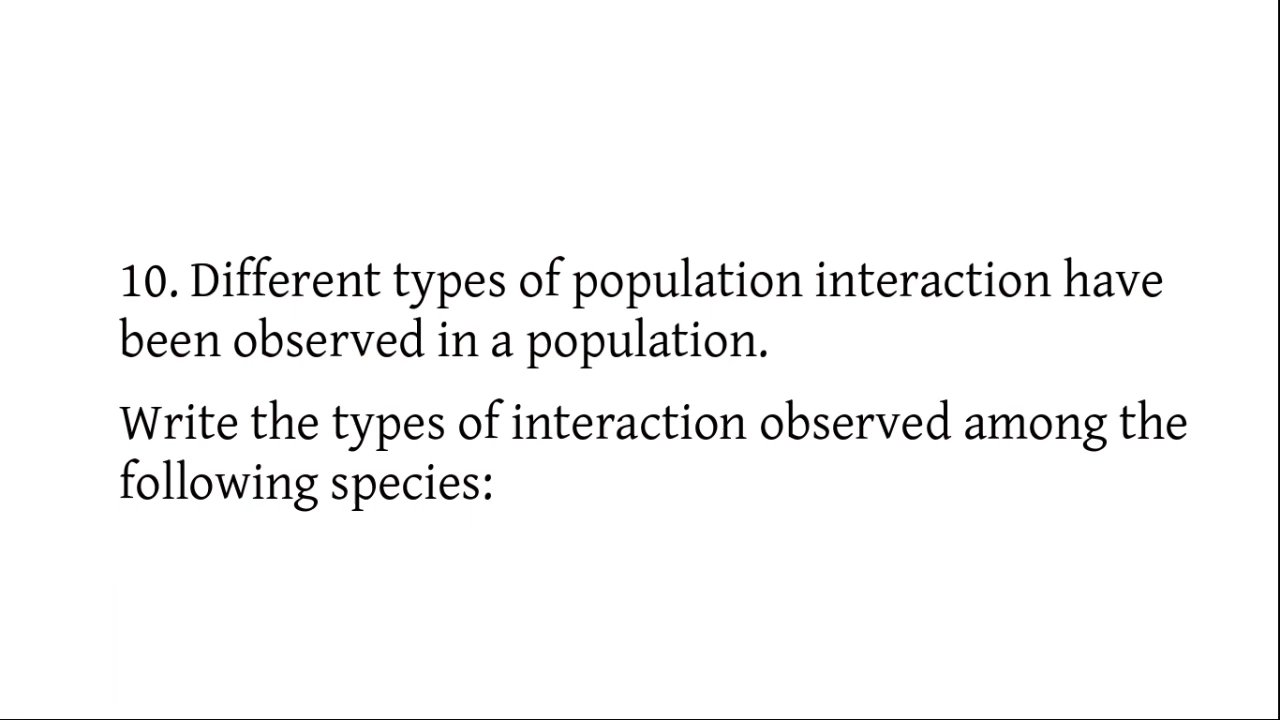 10. Different types of population interaction have
been observed in a population.
Write the types of interaction observed among the
following species: